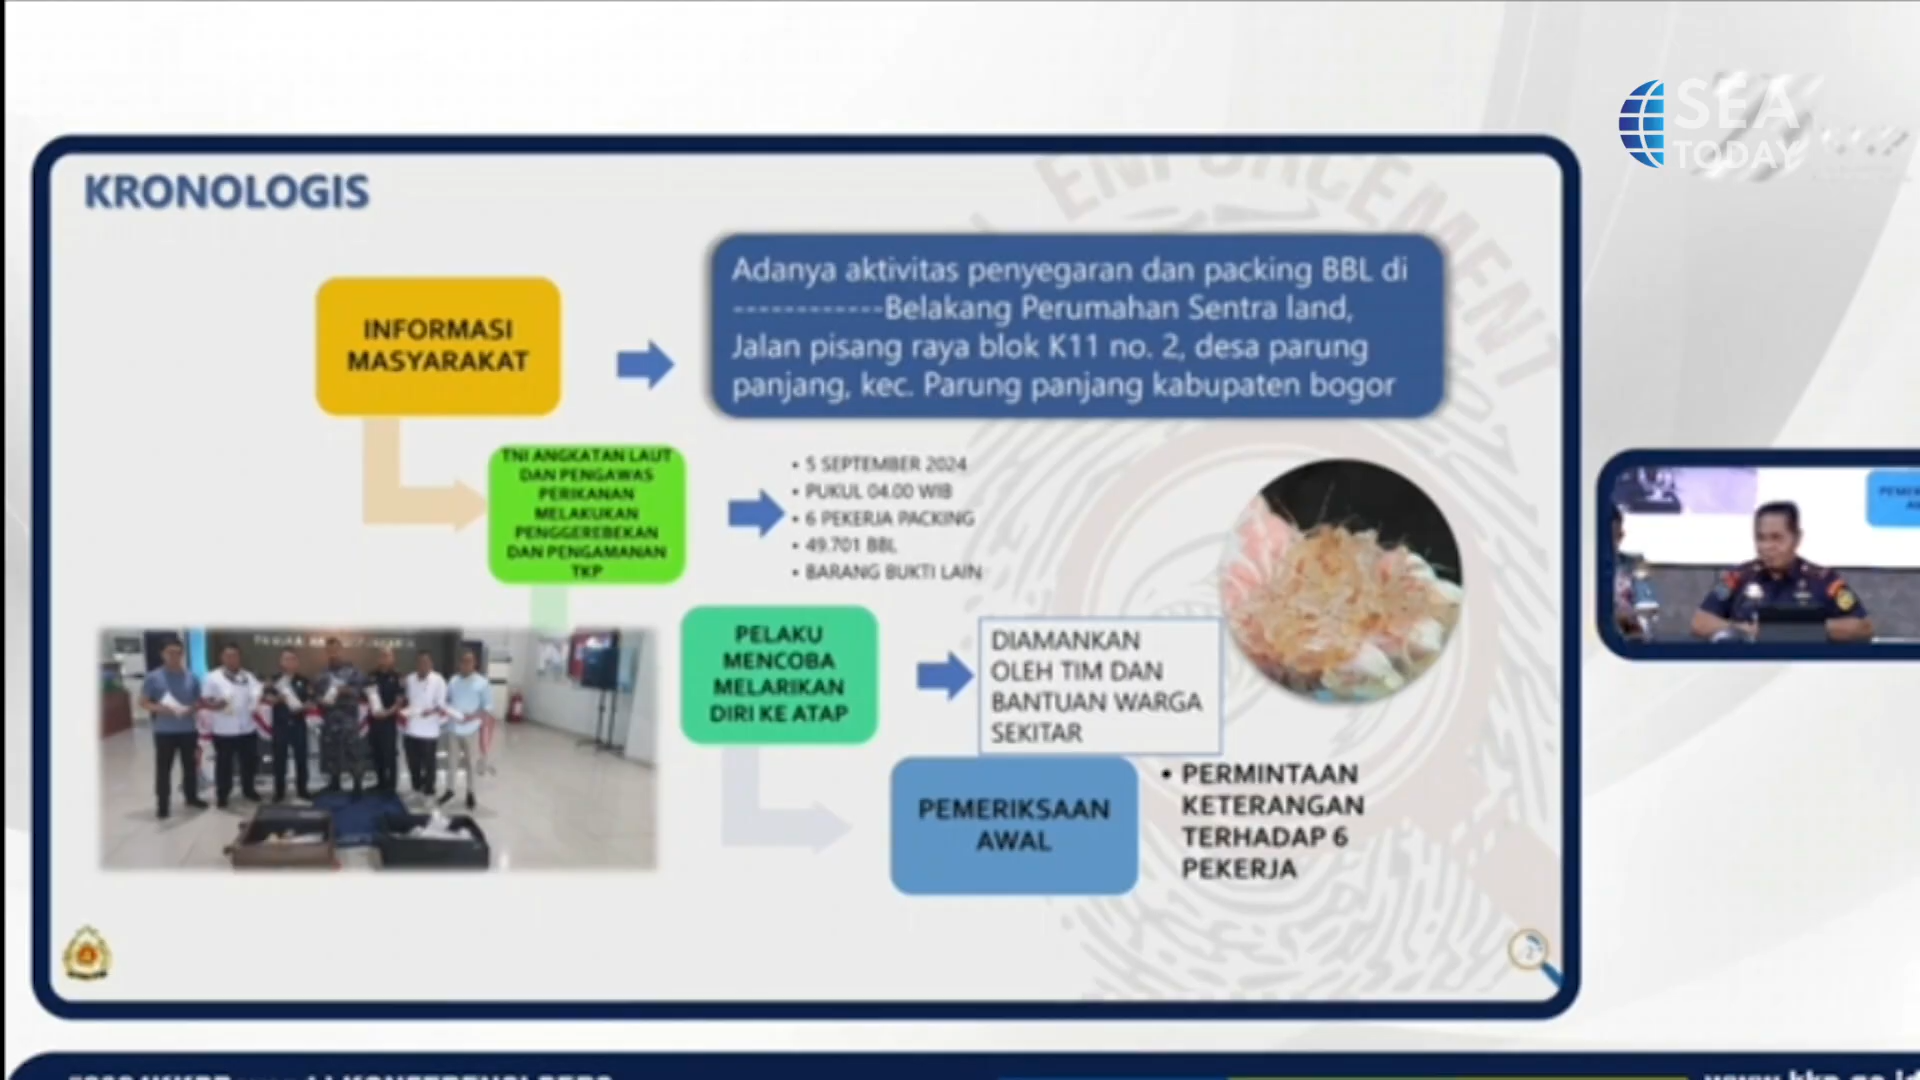 SEA
TODAY
KRONOLOGIS
INFORMASI
MASYARAKAT
Adanya aktivitas penyegaran dan packing BBL di
------------Belakang Perumahan Sentra land,
Jalan pisang raya blok K11 no. 2, desa parung
panjang, kec. Parung panjang kabupaten bogor
TNI ANGKATAN LAUT
DAN PENGAWAS
PERIKANAN
MELAKUKAN
PENGGEREBEKAN
DAN PENGAMANAN
TKP
• 5 SEPTEMBER 2024
• PUKUL 04.00 WIB
• 6 PEKERJA PACKING
• 49.701 BBL
• BARANG BUKTI LAIN
PELAKU
MENCOBA
MELARIKAN
DIRI KE ATAP
DIAMANKAN
OLEH TIM DAN
BANTUAN WARGA
SEKITAR
PEMERIKSAAN
AWAL
• PERMINTAAN
KETERANGAN
TERHADAP 6
PEKERJA
ENFORCEMENT